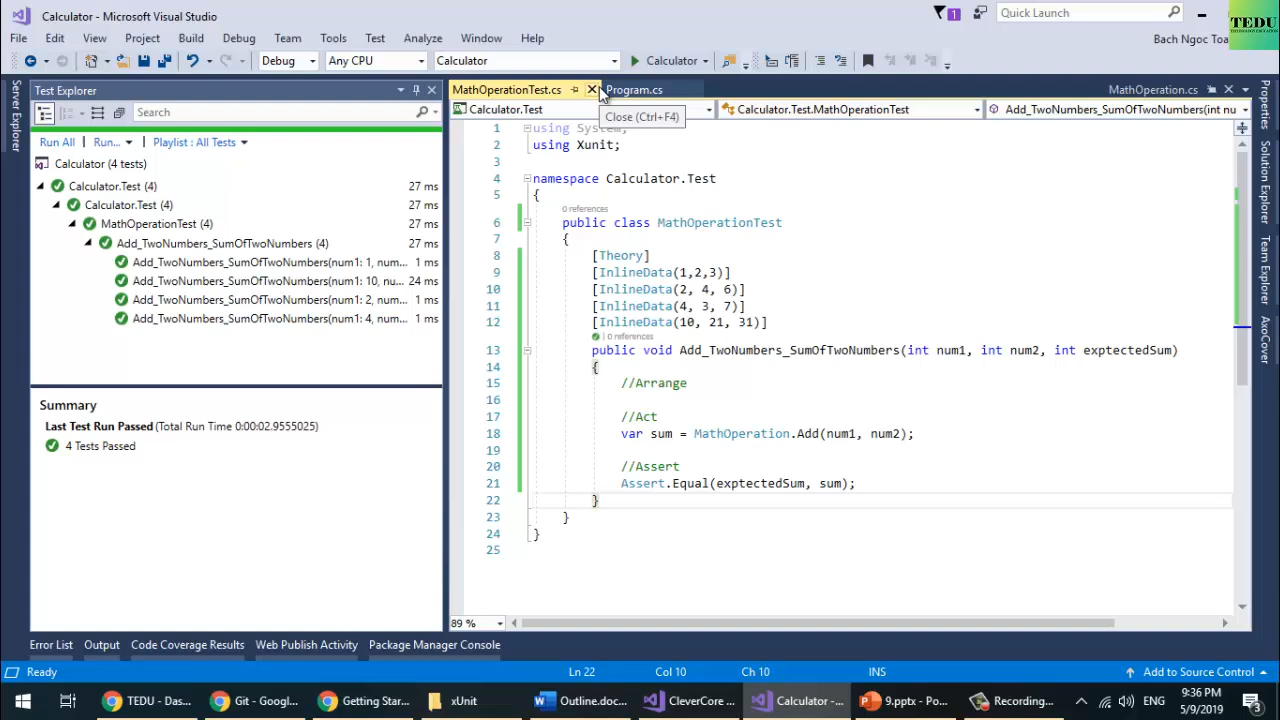 Calculator - Microsoft Visual Studio
1
Quick Launch
TEDU
File Edit View Project Build Debug Team Tools Test Analyze Window Help
Bach Ngoc Toa
Debug Any CPU Calculator Calculator
Server Explorer
Test Explorer
Search
Run All Run... Playlist : All Tests
Calculator (4 tests)
Calculator.Test (4) 27 ms
Calculator.Test (4) 27 ms
MathOperationTest (4) 27 ms
Add_TwoNumbers_SumOfTwoNumbers (4) 27 ms
Add_TwoNumbers_SumOfTwoNumbers(num1: 1, num... 1 ms
Add_TwoNumbers_SumOfTwoNumbers(num1: 10, num... 24 ms
Add_TwoNumbers_SumOfTwoNumbers(num1: 2, num... 1 ms
Add_TwoNumbers_SumOfTwoNumbers(num1: 4, num... 1 ms
Summary
Last Test Run Passed (Total Run Time 0:00:02.9555025)
4 Tests Passed
MathOperationTest.cs Program.cs MathOperation.cs
Close (Ctrl+F4)
Calculator.Test Calculator.Test.MathOperationTest Add_TwoNumbers_SumOfTwoNumbers(int nu
1 using System;
2 using Xunit;
3
4 namespace Calculator.Test
5 {
0 references
6 public class MathOperationTest
7 {
8 [Theory]
9 [InlineData(1,2,3)]
10 [InlineData(2, 4, 6)]
11 [InlineData(4, 3, 7)]
12 [InlineData(10, 21, 31)]
| 0 references
13 public void Add_TwoNumbers_SumOfTwoNumbers(int num1, int num2, int exptectedSum)
14 {
15 //Arrange
16
17 //Act
18 var sum = MathOperation.Add(num1, num2);
19
20 //Assert
21 Assert.Equal(exptectedSum, sum);
22 }
23 }
24 }
25
89 %
Properties
Solution Explorer
Team Explorer
AxoCover
Error List Output Code Coverage Results Web Publish Activity Package Manager Console
Ready Ln 22 Col 10 Ch 10 INS Add to Source Control
TEDU - Das... Git - Googl... Getting Star... xUnit Outline.doc... CleverCore ... Calculator -... 9.pptx - Po... Recording... ENG
9:36 PM
5/9/2019
3